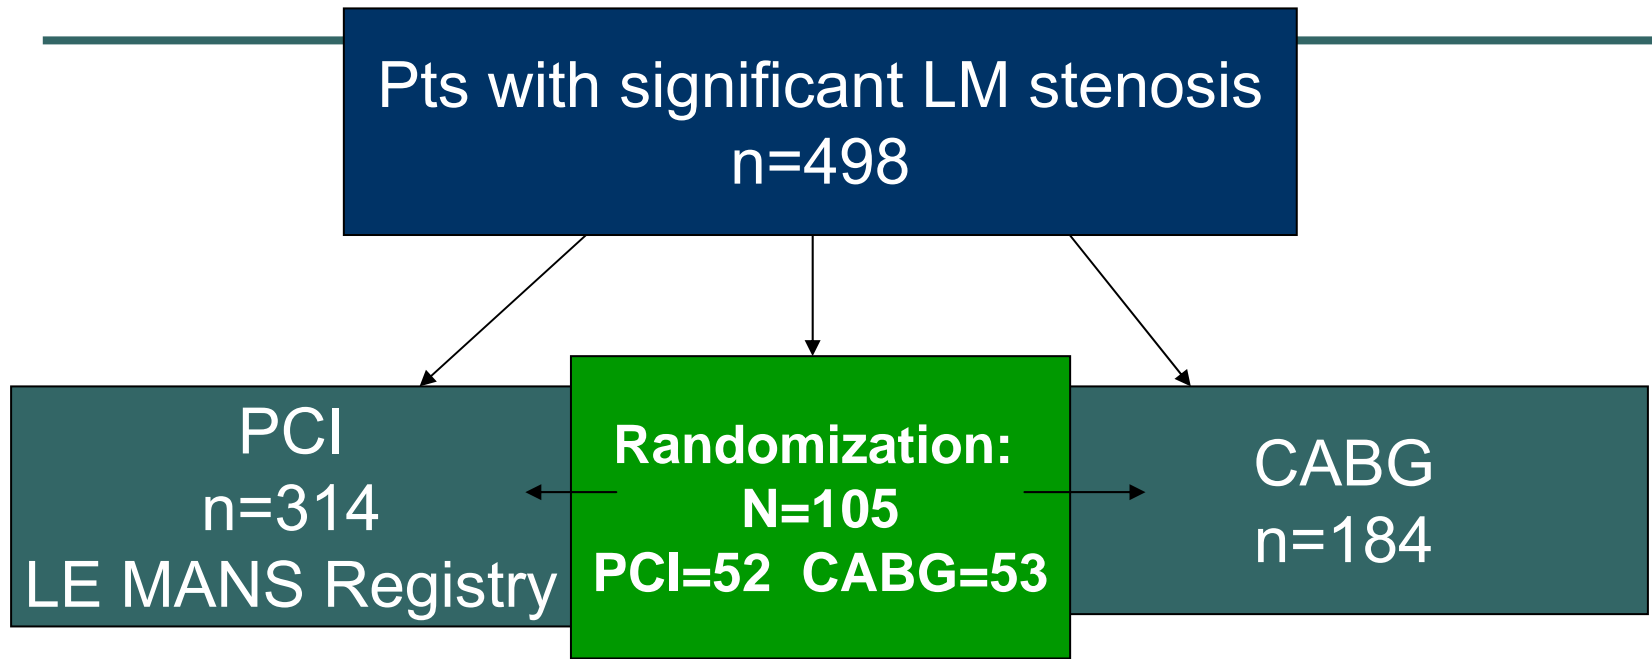 Pts with significant LM stenosis
n=498
PCI
n=314
LE MANS Registry
Randomization:
N=105
PCI=52 CABG=53
CABG
n=184